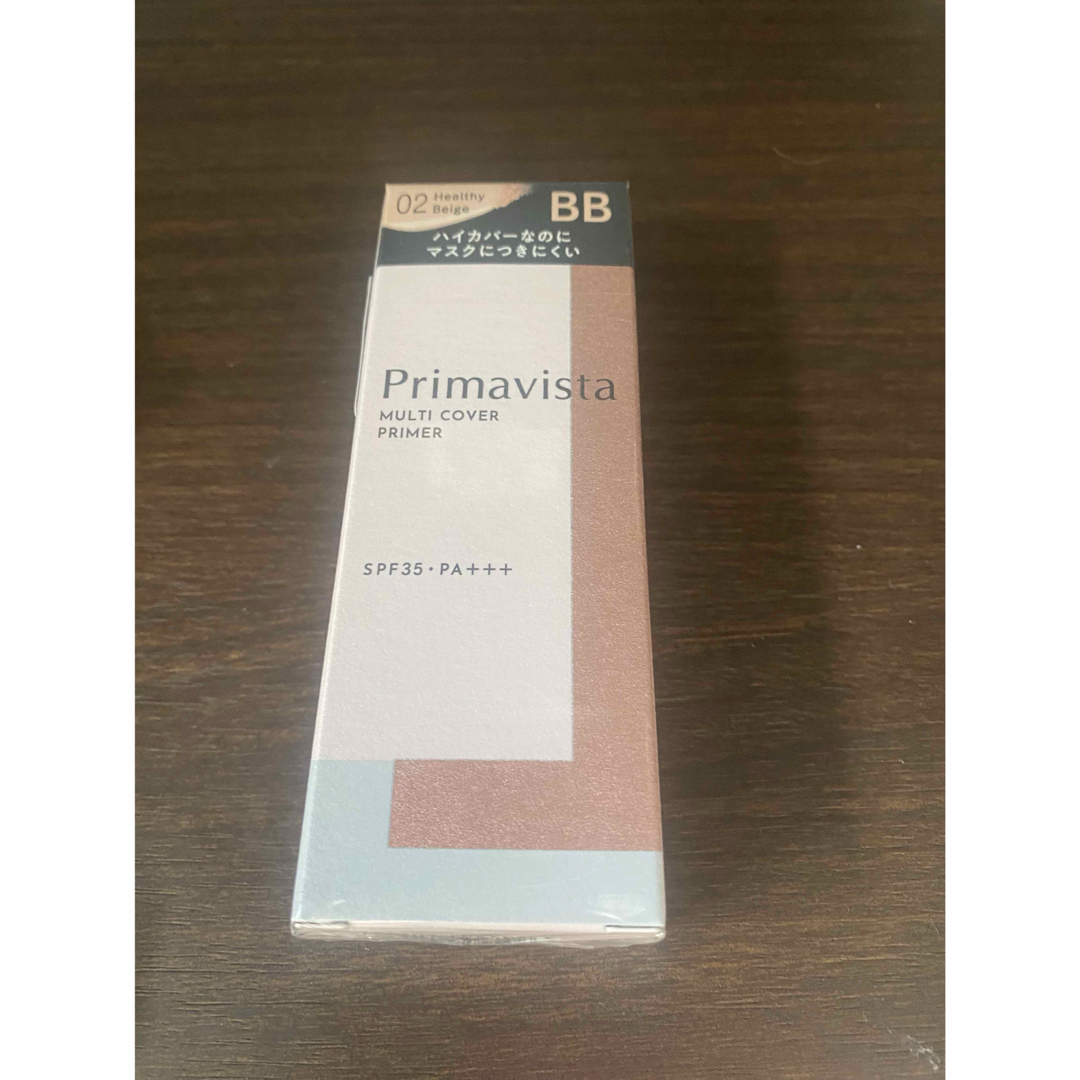 02 Healthy
Beige
BB
ハイカバーなのに
マスクにつきにくい
Primavista
MULTI COVER
PRIMER
SPF35・PA+++